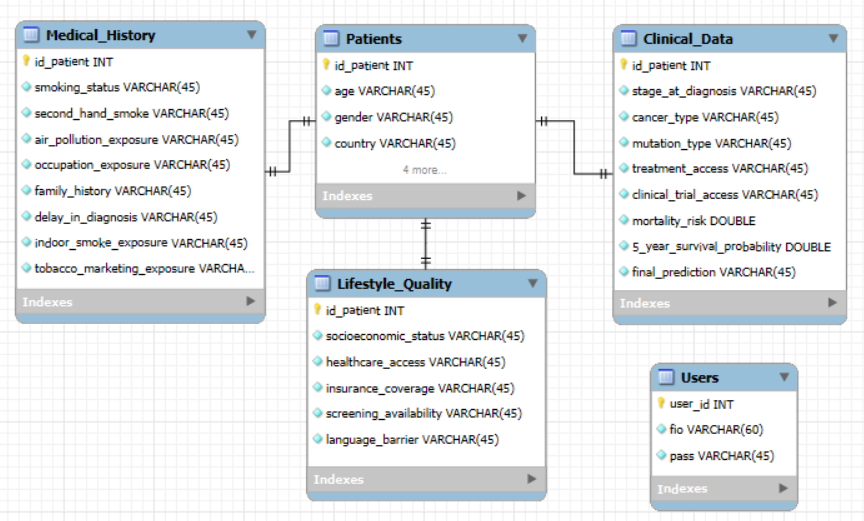 Medical_History
id_patient INT
smoking_status VARCHAR(45)
second_hand_smoke VARCHAR(45)
air_pollution_exposure VARCHAR(45)
occupation_exposure VARCHAR(45)
family_history VARCHAR(45)
delay_in_diagnosis VARCHAR(45)
indoor_smoke_exposure VARCHAR(45)
tobacco_marketing_exposure VARCHA...
Indexes
Patients
id_patient INT
age VARCHAR(45)
gender VARCHAR(45)
country VARCHAR(45)
4 more...
Indexes
Clinical_Data
id_patient INT
stage_at_diagnosis VARCHAR(45)
cancer_type VARCHAR(45)
mutation_type VARCHAR(45)
treatment_access VARCHAR(45)
clinical_trial_access VARCHAR(45)
mortality_risk DOUBLE
5_year_survival_probability DOUBLE
final_prediction VARCHAR(45)
Indexes
Lifestyle_Quality
id_patient INT
socioeconomic_status VARCHAR(45)
healthcare_access VARCHAR(45)
insurance_coverage VARCHAR(45)
screening_availability VARCHAR(45)
language_barrier VARCHAR(45)
Indexes
Users
user_id INT
fio VARCHAR(60)
pass VARCHAR(45)
Indexes